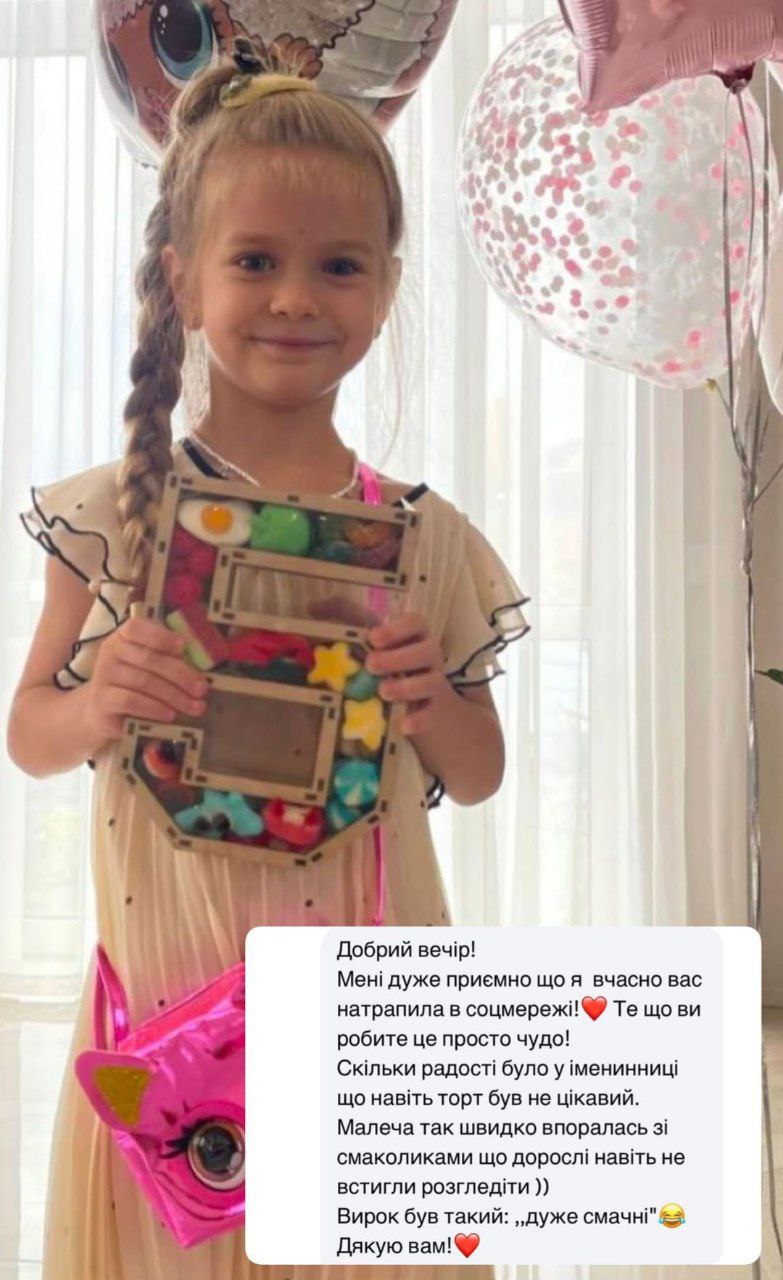 Добрий вечір!
Мені дуже приємно що я вчасно вас
натрапила в соцмережі!❤️ Те що ви
робите це просто чудо!
Скільки радості було у іменинниці
що навіть торт був не цікавий.
Малеча так швидко впоралась зі
смаколиками що дорослі навіть не
встигли розгледіти ))
Вирок був такий: ,,дуже смачні"😂
Дякую вам!❤️